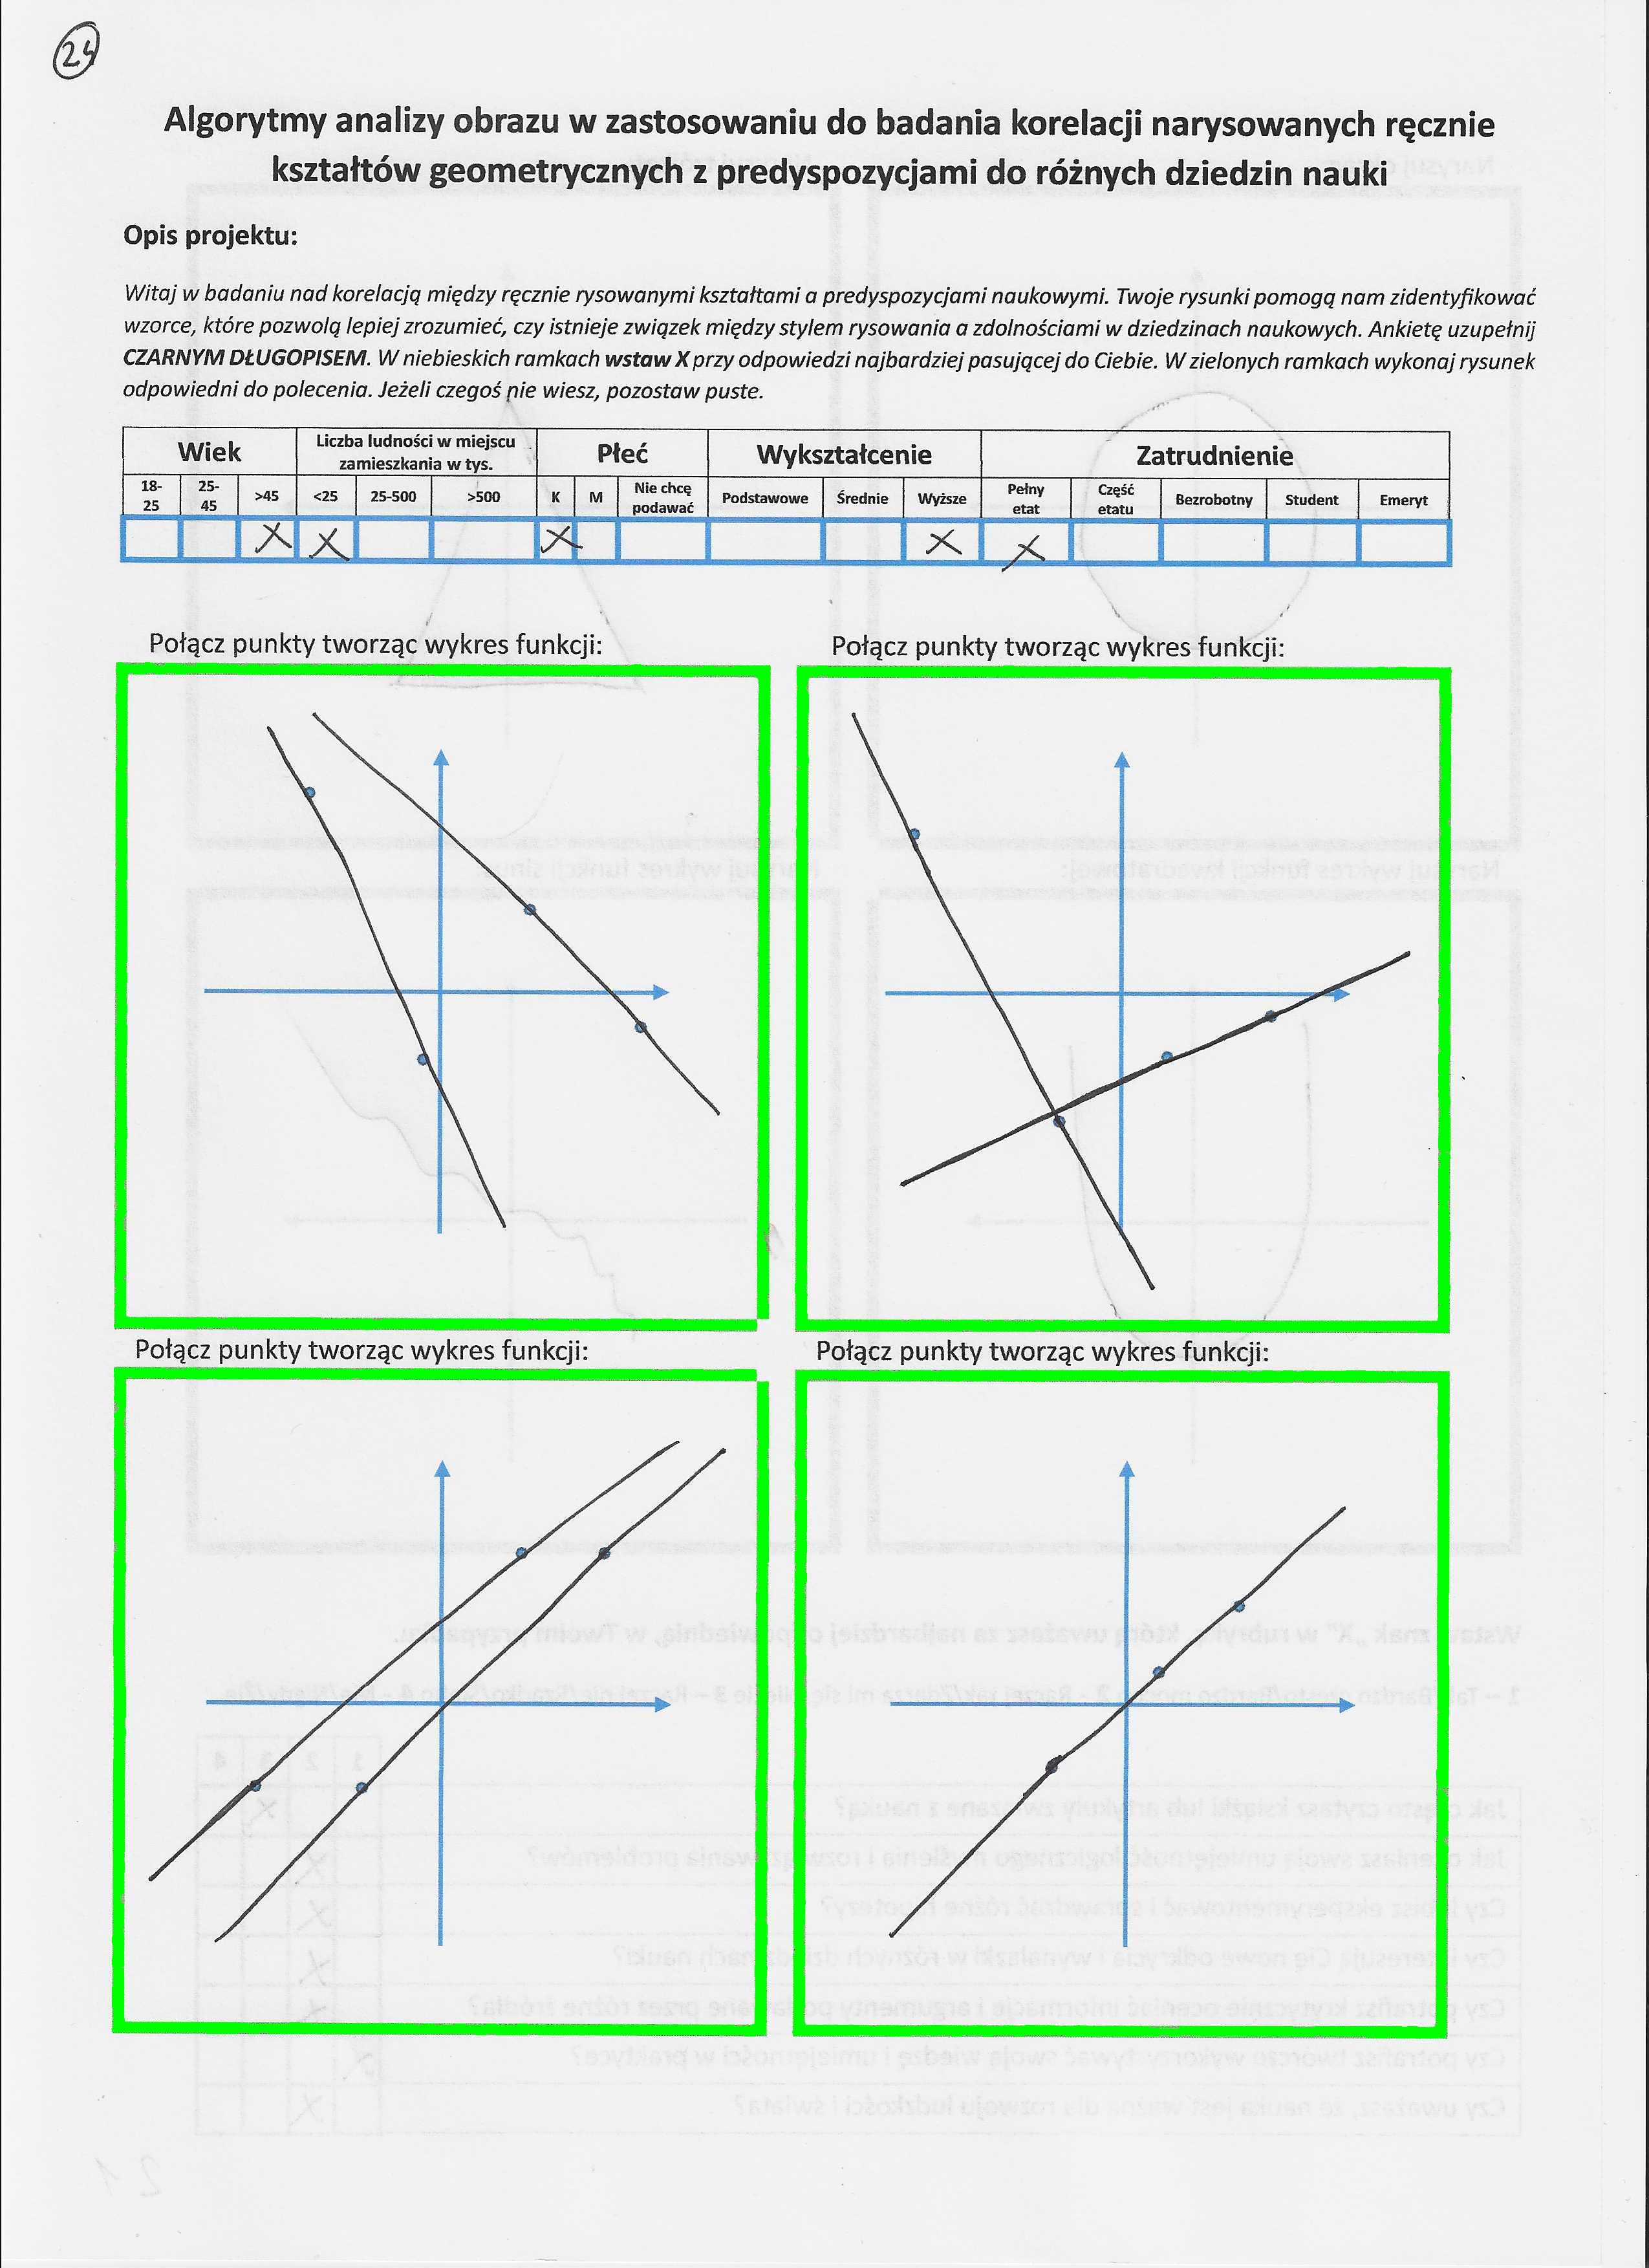 24
Algorytmy analizy obrazu w zastosowaniu do badania korelacji narysowanych ręcznie
kształtów geometrycznych z predyspozycjami do różnych dziedzin nauki
Opis projektu:
Witaj w badaniu nad korelacją między ręcznie rysowanymi kształtami a predyspozycjami naukowymi. Twoje rysunki pomogą nam zidentyfikować
wzorce, które pozwolą lepiej zrozumieć, czy istnieje związek między stylem rysowania a zdolnościami w dziedzinach naukowych. Ankietę uzupełnij
CZARNYM DŁUGOPISEM. W niebieskich ramkach wstaw X przy odpowiedzi najbardziej pasującej do Ciebie. W zielonych ramkach wykonaj rysunek
odpowiedni do polecenia. Jeżeli czegoś nie wiesz, pozostaw puste.
Wiek Liczba ludności w miejscu zamieszkania w tys. Płeć Wykształcenie Zatrudnienie
18-25 25-45 >45 <25 25-500 >500 K M Nie chcę podawać Podstawowe Średnie Wyższe Pełny etat Część etatu Bezrobotny Student Emeryt
X X X X X
Połącz punkty tworząc wykres funkcji: Połącz punkty tworząc wykres funkcji:
Połącz punkty tworząc wykres funkcji: Połącz punkty tworząc wykres funkcji: